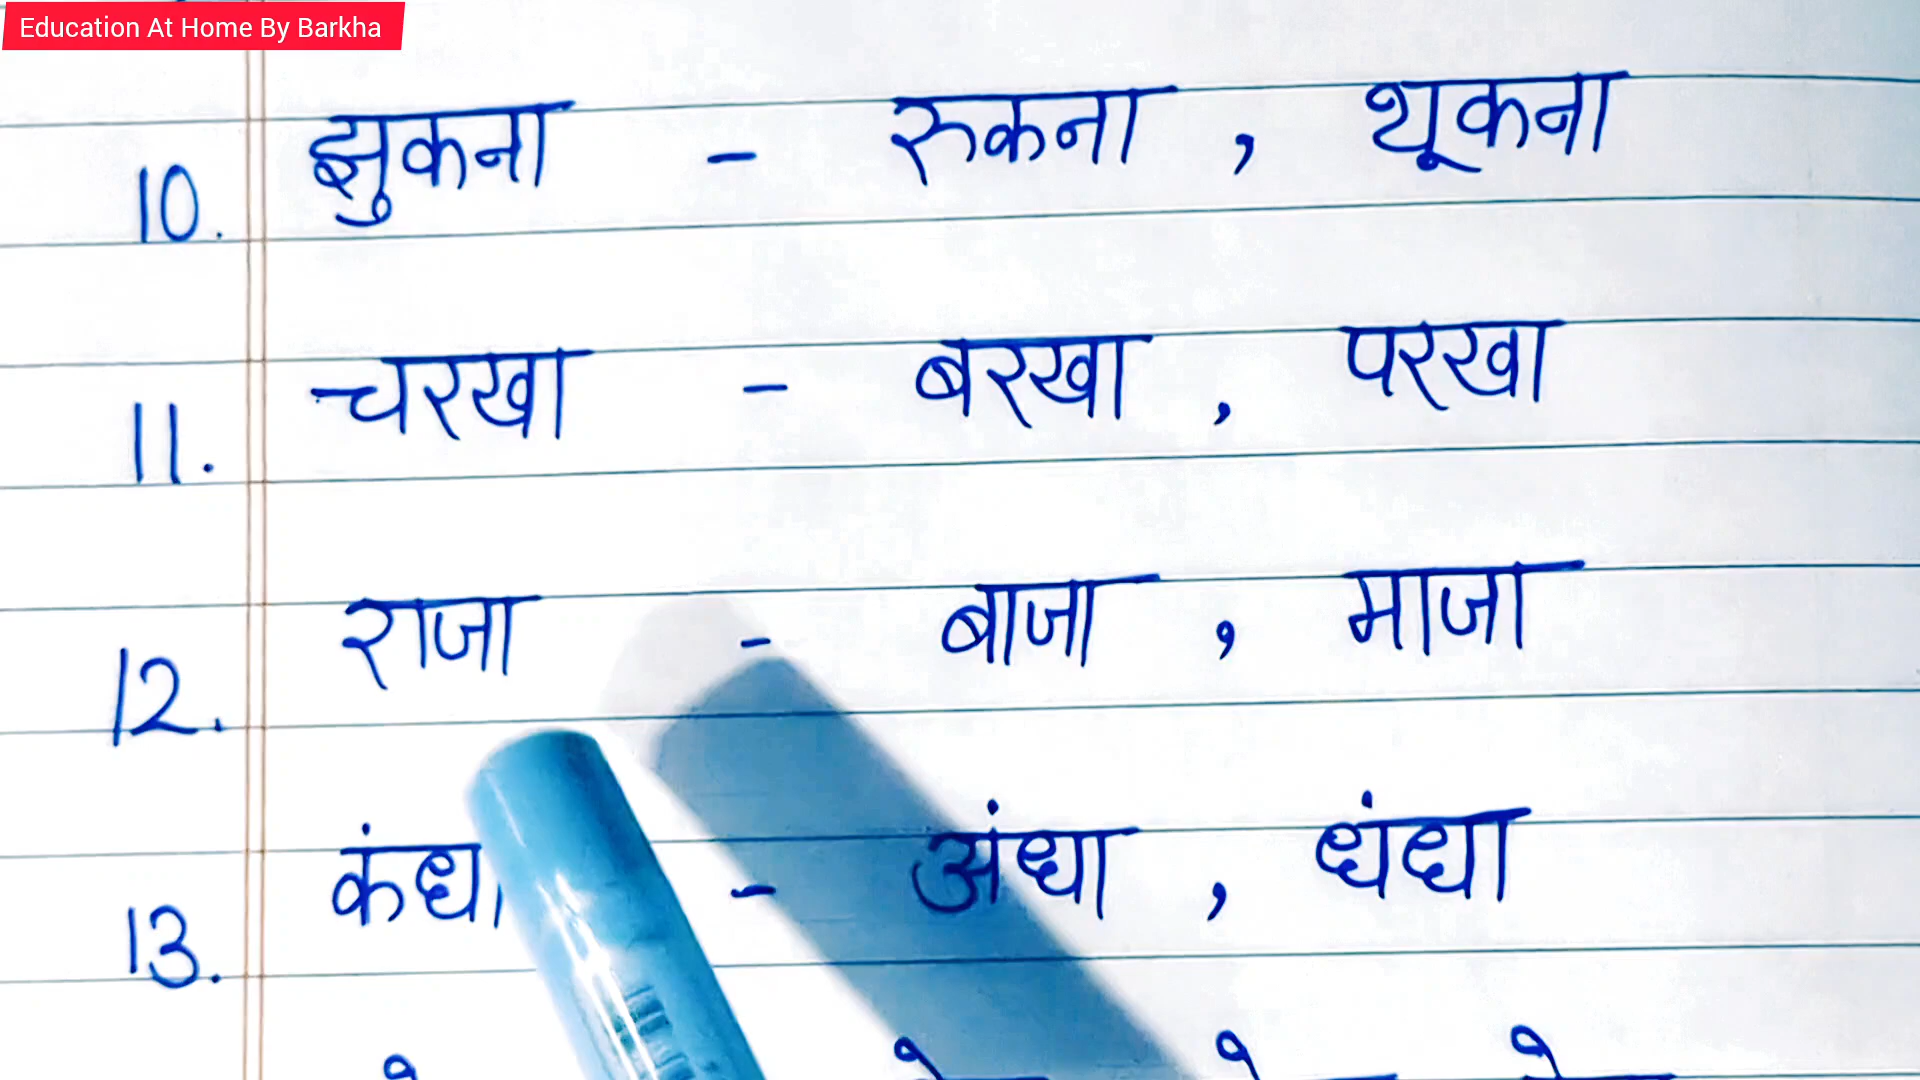 Education At Home By Barkha
10. झुकना - रुकना , थूकना
11. चरखा - बरखा , परखा
12. राजा - बाजा , माजा
13. कंधा - अंधा , धंधा